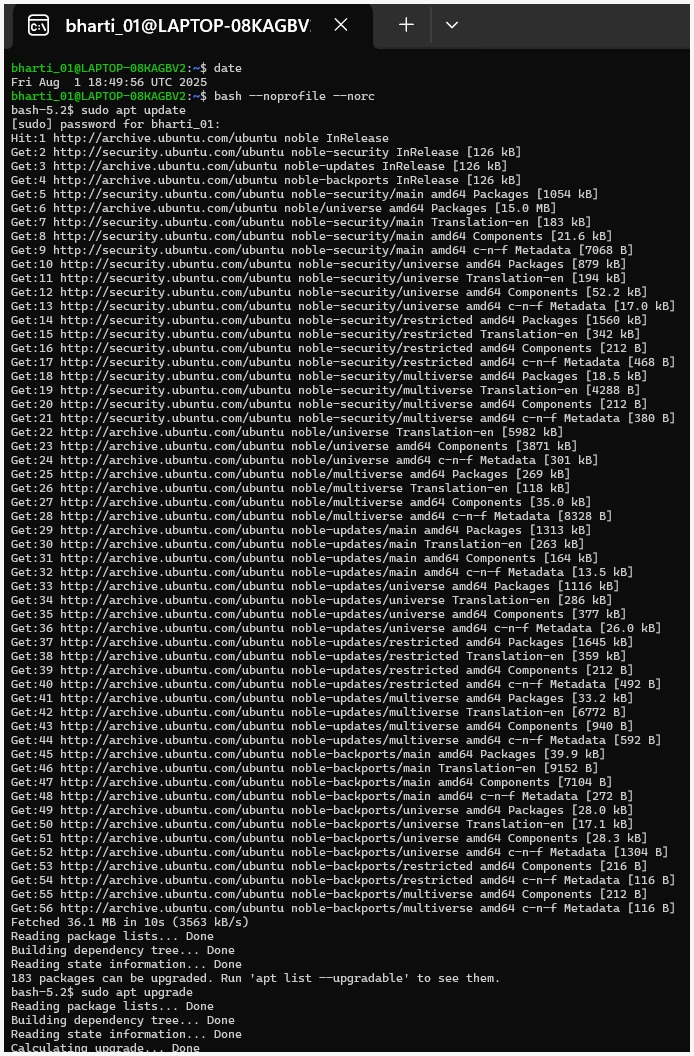 bharti_01@LAPTOP-08KAGBV2
bharti_01@LAPTOP-08KAGBV2:~$ date
Fri Aug  1 18:49:56 UTC 2025
bharti_01@LAPTOP-08KAGBV2:~$ bash --noprofile --norc
bash-5.2$ sudo apt update
[sudo] password for bharti_01:
Hit:1 http://archive.ubuntu.com/ubuntu noble InRelease
Get:2 http://security.ubuntu.com/ubuntu noble-security InRelease [126 kB]
Get:3 http://archive.ubuntu.com/ubuntu noble-updates InRelease [126 kB]
Get:4 http://archive.ubuntu.com/ubuntu noble-backports InRelease [126 kB]
Get:5 http://security.ubuntu.com/ubuntu noble-security/main amd64 Packages [1054 kB]
Get:6 http://archive.ubuntu.com/ubuntu noble/universe amd64 Packages [15.0 MB]
Get:7 http://security.ubuntu.com/ubuntu noble-security/main Translation-en [183 kB]
Get:8 http://security.ubuntu.com/ubuntu noble-security/main amd64 Components [21.6 kB]
Get:9 http://security.ubuntu.com/ubuntu noble-security/main amd64 c-n-f Metadata [7068 B]
Get:10 http://security.ubuntu.com/ubuntu noble-security/universe amd64 Packages [879 kB]
Get:11 http://security.ubuntu.com/ubuntu noble-security/universe Translation-en [194 kB]
Get:12 http://security.ubuntu.com/ubuntu noble-security/universe amd64 Components [52.2 kB]
Get:13 http://security.ubuntu.com/ubuntu noble-security/universe amd64 c-n-f Metadata [17.0 kB]
Get:14 http://security.ubuntu.com/ubuntu noble-security/restricted amd64 Packages [1560 kB]
Get:15 http://security.ubuntu.com/ubuntu noble-security/restricted Translation-en [342 kB]
Get:16 http://security.ubuntu.com/ubuntu noble-security/restricted amd64 Components [212 B]
Get:17 http://security.ubuntu.com/ubuntu noble-security/restricted amd64 c-n-f Metadata [468 B]
Get:18 http://security.ubuntu.com/ubuntu noble-security/multiverse amd64 Packages [18.5 kB]
Get:19 http://security.ubuntu.com/ubuntu noble-security/multiverse Translation-en [4288 B]
Get:20 http://security.ubuntu.com/ubuntu noble-security/multiverse amd64 Components [212 B]
Get:21 http://security.ubuntu.com/ubuntu noble-security/multiverse amd64 c-n-f Metadata [380 B]
Get:22 http://archive.ubuntu.com/ubuntu noble/universe Translation-en [5982 kB]
Get:23 http://archive.ubuntu.com/ubuntu noble/universe amd64 Components [3871 kB]
Get:24 http://archive.ubuntu.com/ubuntu noble/universe amd64 c-n-f Metadata [301 kB]
Get:25 http://archive.ubuntu.com/ubuntu noble/multiverse amd64 Packages [269 kB]
Get:26 http://archive.ubuntu.com/ubuntu noble/multiverse Translation-en [118 kB]
Get:27 http://archive.ubuntu.com/ubuntu noble/multiverse amd64 Components [35.0 kB]
Get:28 http://archive.ubuntu.com/ubuntu noble/multiverse amd64 c-n-f Metadata [8328 B]
Get:29 http://archive.ubuntu.com/ubuntu noble-updates/main amd64 Packages [1313 kB]
Get:30 http://archive.ubuntu.com/ubuntu noble-updates/main Translation-en [263 kB]
Get:31 http://archive.ubuntu.com/ubuntu noble-updates/main amd64 Components [164 kB]
Get:32 http://archive.ubuntu.com/ubuntu noble-updates/main amd64 c-n-f Metadata [13.5 kB]
Get:33 http://archive.ubuntu.com/ubuntu noble-updates/universe amd64 Packages [1116 kB]
Get:34 http://archive.ubuntu.com/ubuntu noble-updates/universe Translation-en [286 kB]
Get:35 http://archive.ubuntu.com/ubuntu noble-updates/universe amd64 Components [377 kB]
Get:36 http://archive.ubuntu.com/ubuntu noble-updates/universe amd64 c-n-f Metadata [26.0 kB]
Get:37 http://archive.ubuntu.com/ubuntu noble-updates/restricted amd64 Packages [1645 kB]
Get:38 http://archive.ubuntu.com/ubuntu noble-updates/restricted Translation-en [359 kB]
Get:39 http://archive.ubuntu.com/ubuntu noble-updates/restricted amd64 Components [212 B]
Get:40 http://archive.ubuntu.com/ubuntu noble-updates/restricted amd64 c-n-f Metadata [492 B]
Get:41 http://archive.ubuntu.com/ubuntu noble-updates/multiverse amd64 Packages [33.2 kB]
Get:42 http://archive.ubuntu.com/ubuntu noble-updates/multiverse Translation-en [6772 B]
Get:43 http://archive.ubuntu.com/ubuntu noble-updates/multiverse amd64 Components [940 B]
Get:44 http://archive.ubuntu.com/ubuntu noble-updates/multiverse amd64 c-n-f Metadata [592 B]
Get:45 http://archive.ubuntu.com/ubuntu noble-backports/main amd64 Packages [39.9 kB]
Get:46 http://archive.ubuntu.com/ubuntu noble-backports/main Translation-en [9152 B]
Get:47 http://archive.ubuntu.com/ubuntu noble-backports/main amd64 Components [7104 B]
Get:48 http://archive.ubuntu.com/ubuntu noble-backports/main amd64 c-n-f Metadata [272 B]
Get:49 http://archive.ubuntu.com/ubuntu noble-backports/universe amd64 Packages [28.0 kB]
Get:50 http://archive.ubuntu.com/ubuntu noble-backports/universe Translation-en [17.1 kB]
Get:51 http://archive.ubuntu.com/ubuntu noble-backports/universe amd64 Components [28.3 kB]
Get:52 http://archive.ubuntu.com/ubuntu noble-backports/universe amd64 c-n-f Metadata [1304 B]
Get:53 http://archive.ubuntu.com/ubuntu noble-backports/restricted amd64 Components [216 B]
Get:54 http://archive.ubuntu.com/ubuntu noble-backports/restricted amd64 c-n-f Metadata [116 B]
Get:55 http://archive.ubuntu.com/ubuntu noble-backports/multiverse amd64 Components [212 B]
Get:56 http://archive.ubuntu.com/ubuntu noble-backports/multiverse amd64 c-n-f Metadata [116 B]
Fetched 36.1 MB in 10s (3563 kB/s)
Reading package lists... Done
Building dependency tree... Done
Reading state information... Done
183 packages can be upgraded. Run 'apt list --upgradable' to see them.
bash-5.2$ sudo apt upgrade
Reading package lists... Done
Building dependency tree... Done
Reading state information... Done
Calculating upgrade... Done